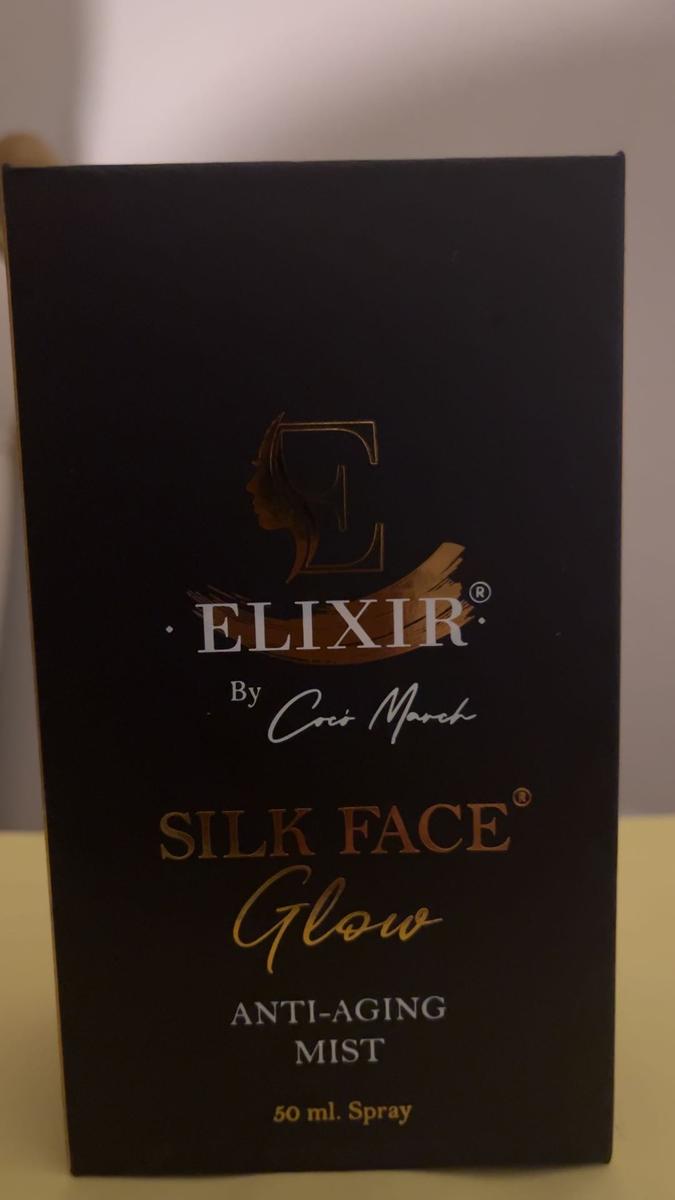 E
ELIXIR®
By Cocó March
SILK FACE®
Glow
ANTI-AGING
MIST
50 ml. Spray